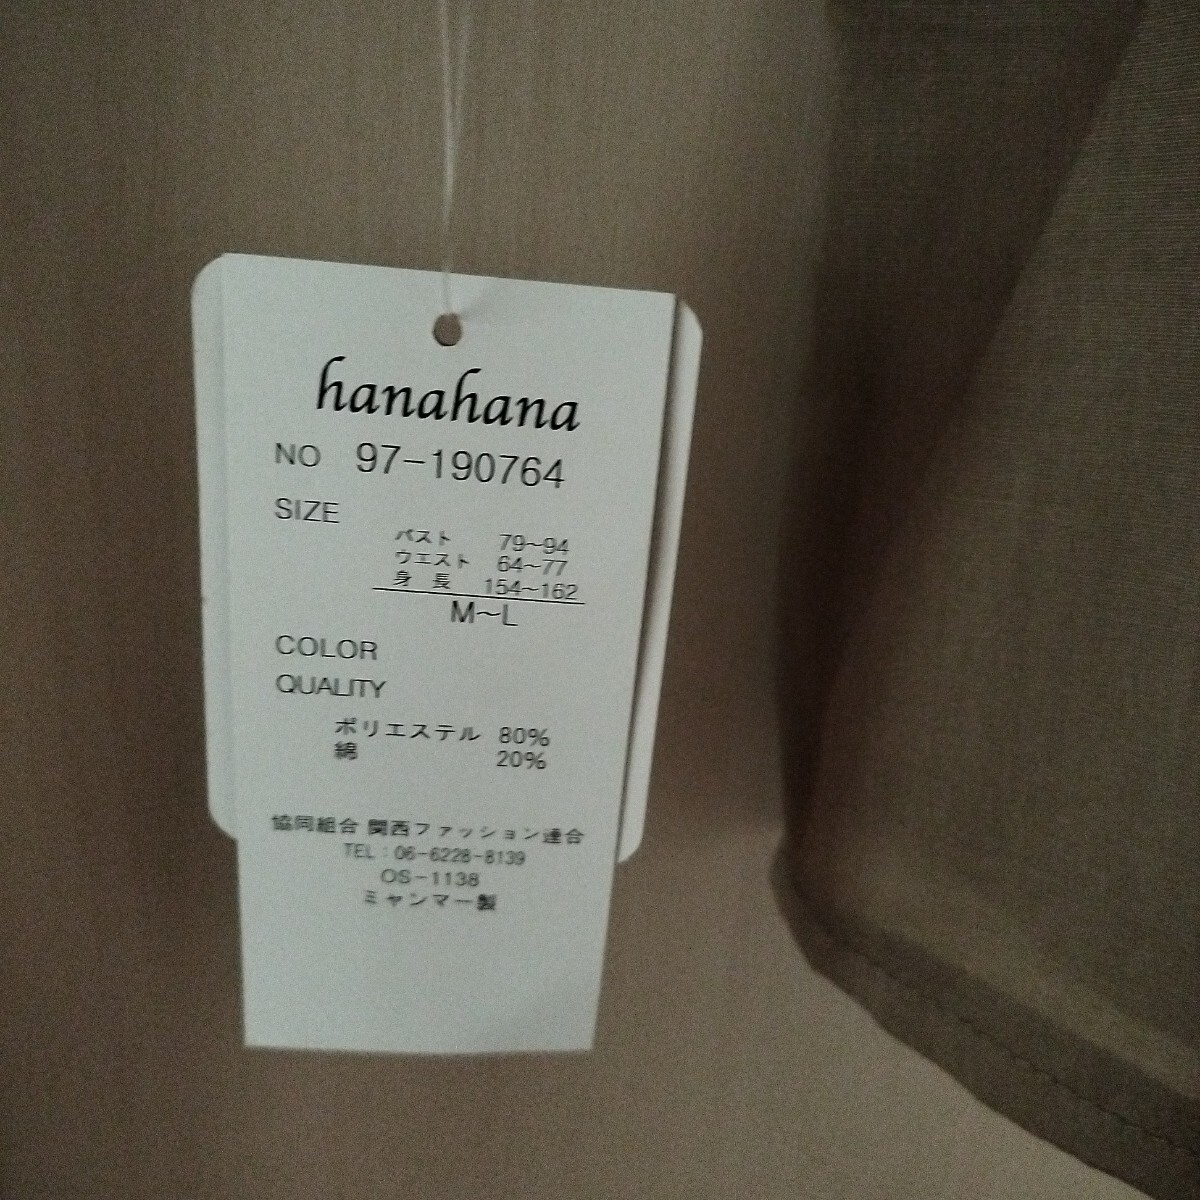 hanahana
NO 97-190764
SIZE
バスト 79~94
ウエスト 64~77
身 長 154~162
M~L
COLOR
QUALITY
ポリエステル 80%
綿 20%
協同組合 関西ファッション連合
TEL:06-6228-8139
OS-1138
ミャンマー製